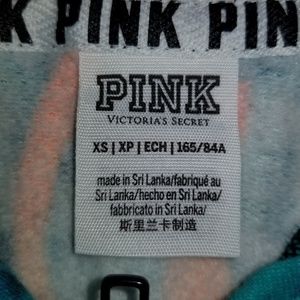 K PINK PINK
PINK
VICTORIA'S SECRET
XS | XP | ECH | 165/84A
made in Sri Lanka/fabriqué au
Sri Lanka/hecho en Sri Lanka/
fabbricato in Sri Lanka/
斯里兰卡制造